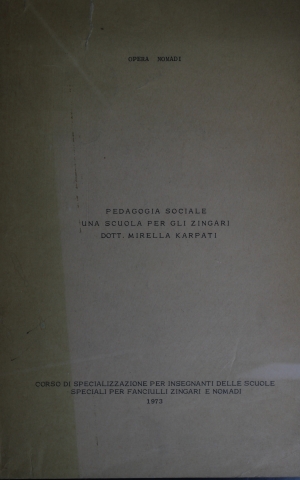 OPERA NOMADI
PEDAGOGIA SOCIALE
UNA SCUOLA PER GLI ZINGARI
DOTT. MIRELLA KARPATI
CORSO DI SPECIALIZZAZIONE PER INSEGNANTI DELLE SCUOLE
SPECIALI PER FANCIULLI ZINGARI E NOMADI
1973